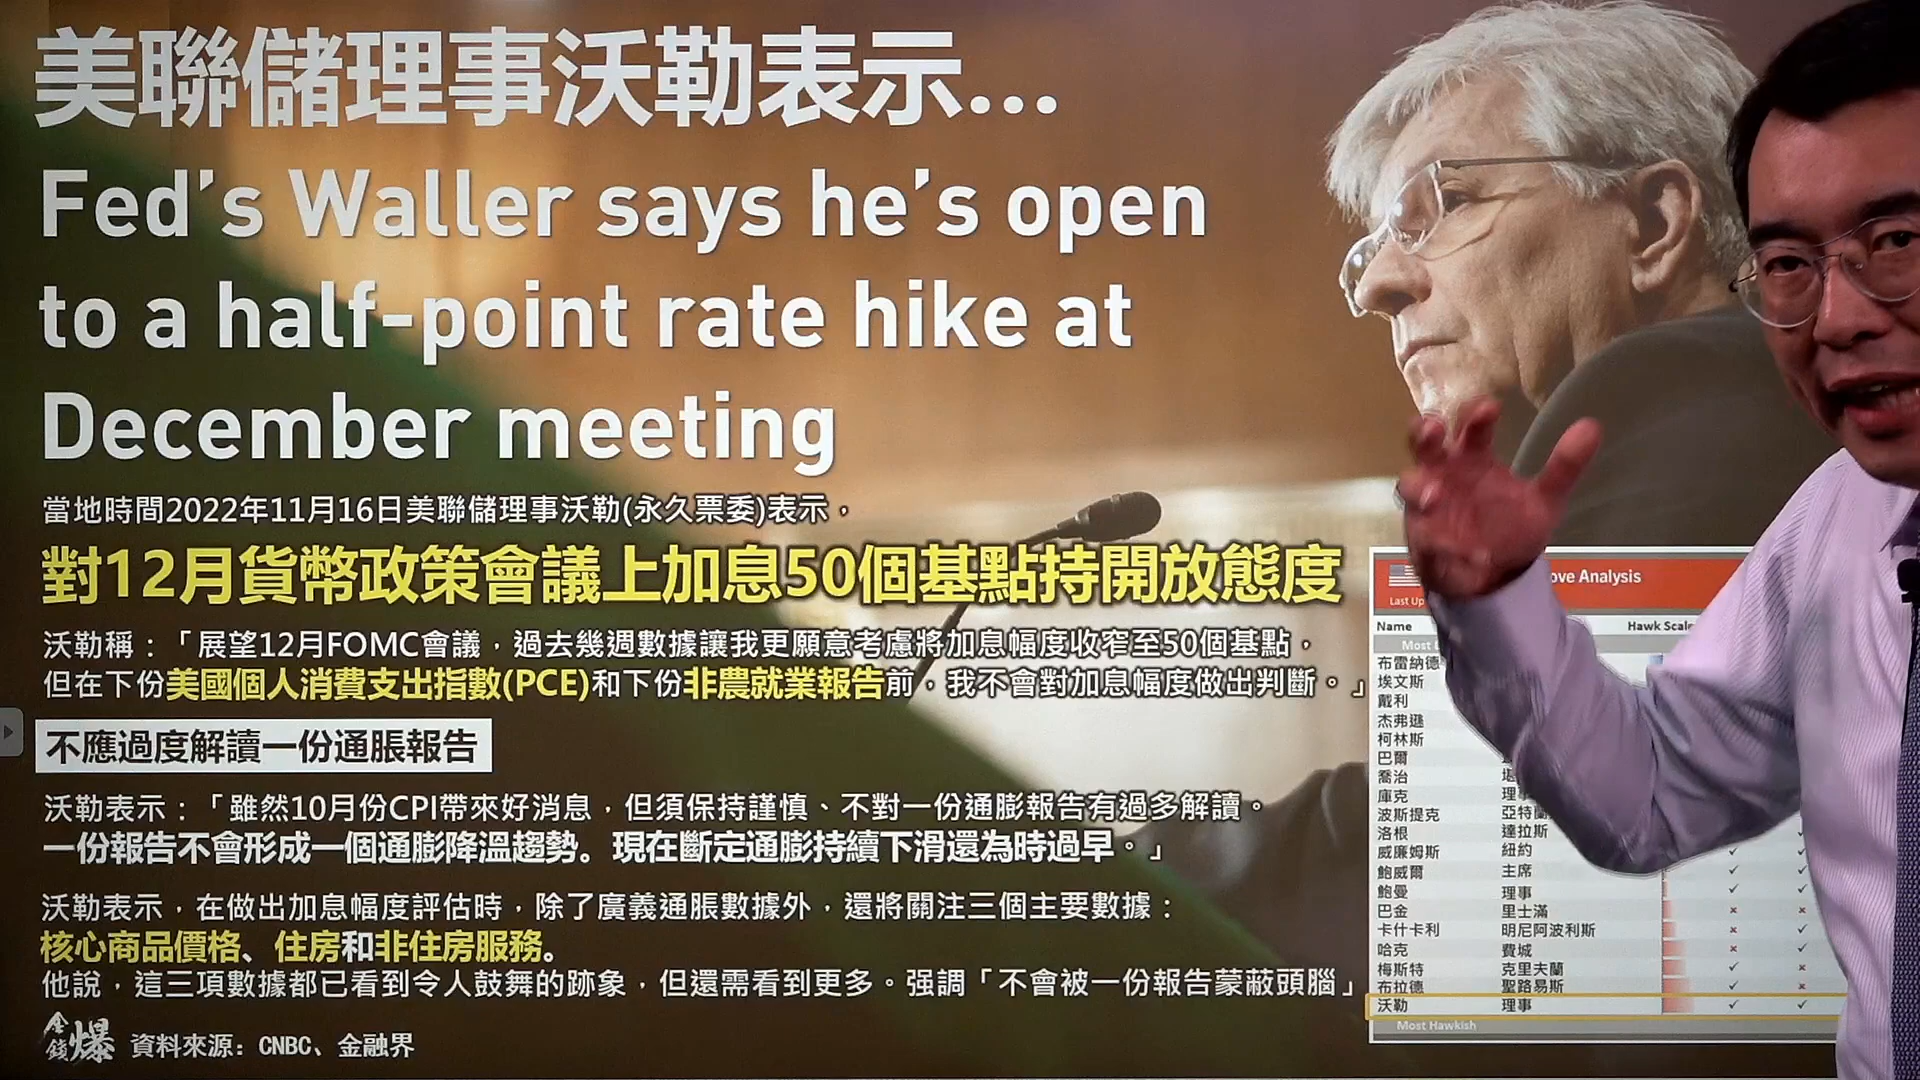 美聯儲理事沃勒表示...
Fed's Waller says he's open
to a half-point rate hike at
December meeting
當地時間2022年11月16日美聯儲理事沃勒(永久票委)表示，
對12月貨幣政策會議上加息50個基點持開放態度
沃勒稱：「展望12月FOMC會議，過去幾週數據讓我更願意考慮將加息幅度收窄至50個基點，
但在下份美國個人消費支出指數(PCE)和下份非農就業報告前，我不會對加息幅度做出判斷。」
不應過度解讀一份通脹報告
沃勒表示：「雖然10月份CPI帶來好消息，但須保持謹慎、不對一份通膨報告有過多解讀。
一份報告不會形成一個通膨降溫趨勢。現在斷定通膨持續下滑還為時過早。」
沃勒表示，在做出加息幅度評估時，除了廣義通脹數據外，還將關注三個主要數據：
核心商品價格、住房和非住房服務。
他說，這三項數據都已看到令人鼓舞的跡象，但還需看到更多。强調「不會被一份報告蒙蔽頭腦」
金錢爆 資料來源：CNBC、金融界
ove Analysis
Last Up
Name Hawk Scale
Most
布雷納德
埃文斯
戴利
杰弗遜
柯林斯
巴爾
喬治
庫克 理事
波斯提克 亞特蘭
洛根 達拉斯 ✓
威廉姆斯 紐約 ✓ ✓
鮑威爾 主席 ✓ ✓
鮑曼 理事 ✓ ✓
巴金 里士滿 × ×
卡什卡利 明尼阿波利斯 × ✓
哈克 費城 × ✓
梅斯特 克里夫蘭 ✓ ×
布拉德 聖路易斯 ✓ ×
沃勒 理事 ✓ ✓
Most Hawkish